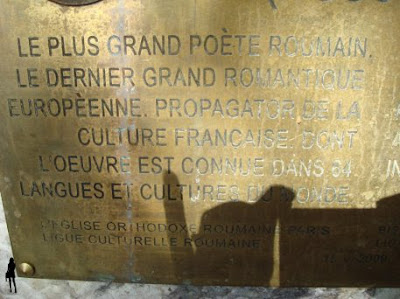 LE PLUS GRAND POÈTE ROUMAIN.
LE DERNIER GRAND ROMANTIQUE
EUROPÈENNE. PROPAGATOR DE LA
CULTURE FRANÇAISE. DONT
L'OEUVRE EST CONNUE DANS 64
LANGUES ET CULTURES DU MONDE.
L'EGLISE ORTHODOXE ROUMAINE-PARIS
LIGUE CULTURELLE ROUMAINE